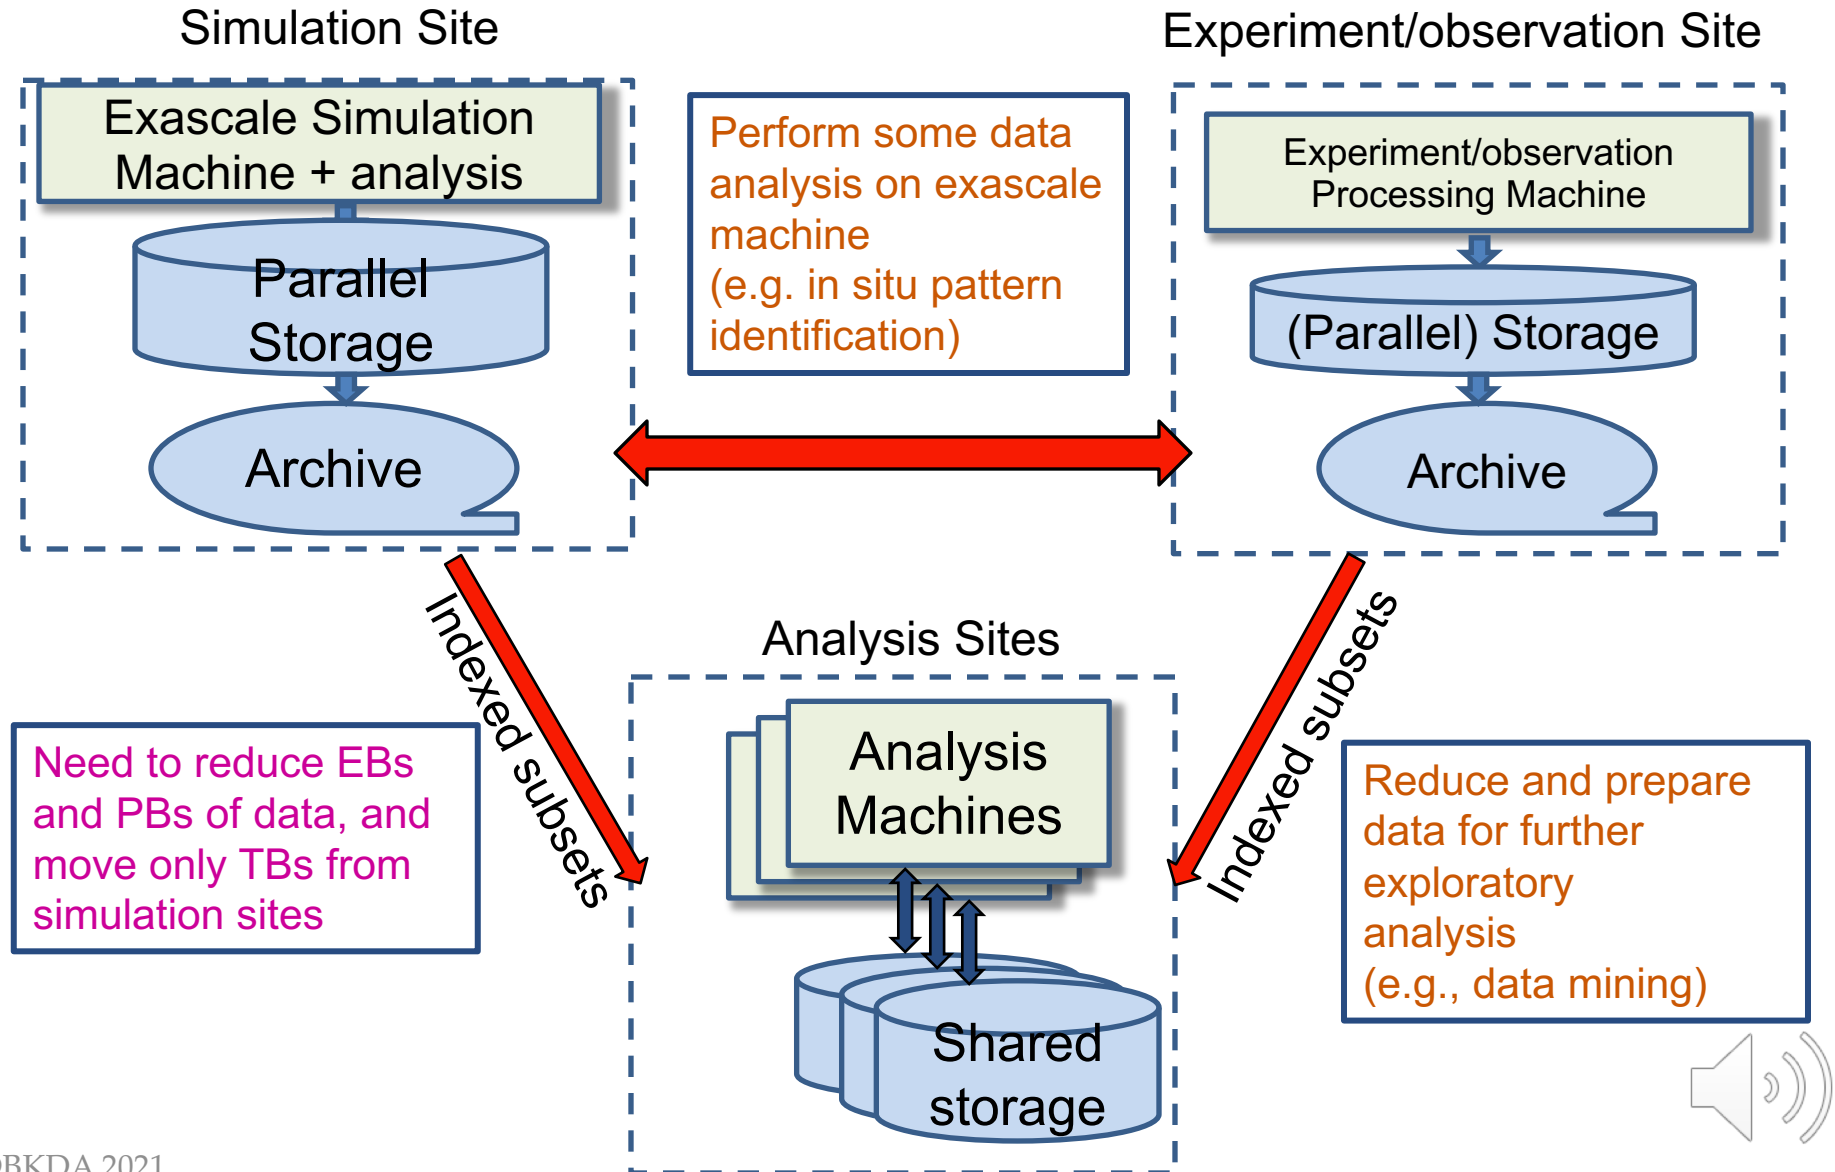 Simulation Site
Experiment/observation Site
Exascale Simulation
Machine + analysis
Parallel
Storage
Archive
Perform some data
analysis on exascale
machine
(e.g. in situ pattern
identification)
Experiment/observation
Processing Machine
(Parallel) Storage
Archive
Indexed subsets
Indexed subsets
Analysis Sites
Analysis
Machines
Shared
storage
Need to reduce EBs
and PBs of data, and
move only TBs from
simulation sites
Reduce and prepare
data for further
exploratory
analysis
(e.g., data mining)
2021